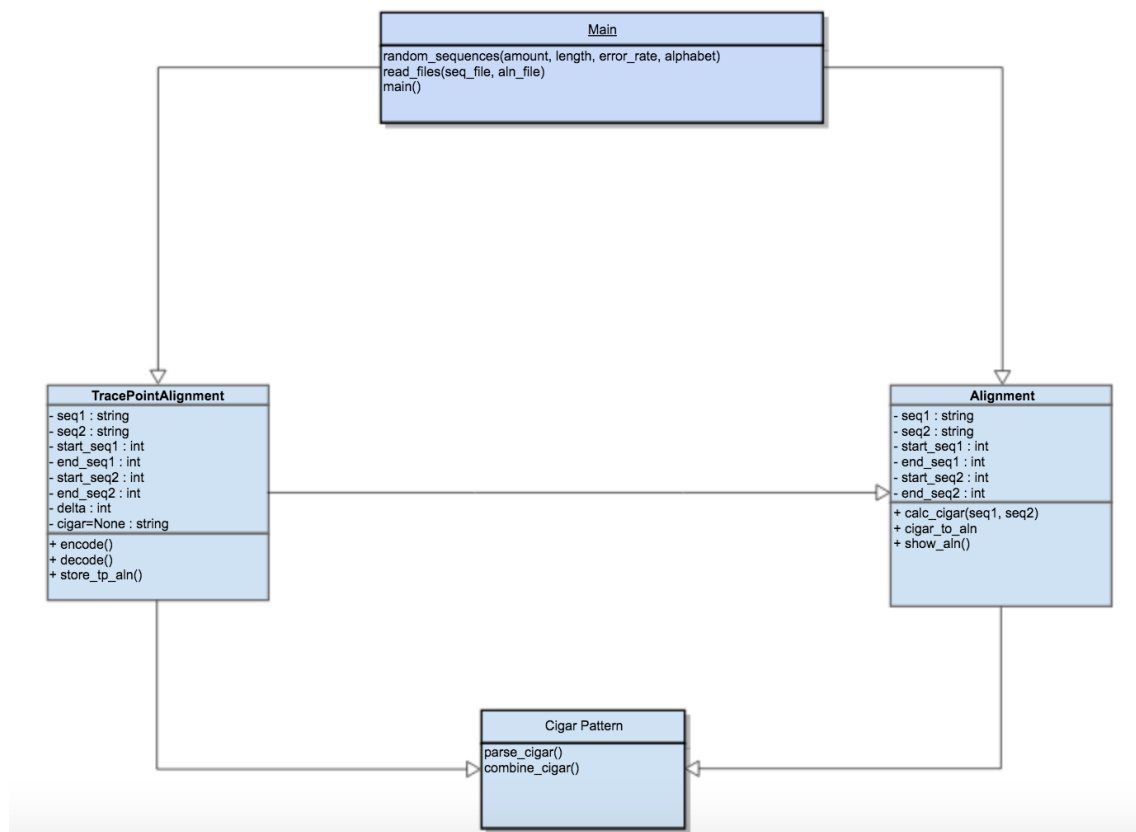 Main
random_sequences(amount, length, error_rate, alphabet)
read_files(seq_file, aln_file)
main()
TracePointAlignment
- seq1 : string
- seq2 : string
- start_seq1 : int
- end_seq1 : int
- start_seq2 : int
- end_seq2 : int
- delta : int
- cigar=None : string
+ encode()
+ decode()
+ store_tp_aln()
Alignment
- seq1 : string
- seq2 : string
- start_seq1 : int
- end_seq1 : int
- start_seq2 : int
- end_seq2 : int
+ calc_cigar(seq1, seq2)
+ cigar_to_aln
+ show_aln()
Cigar Pattern
parse_cigar()
combine_cigar()